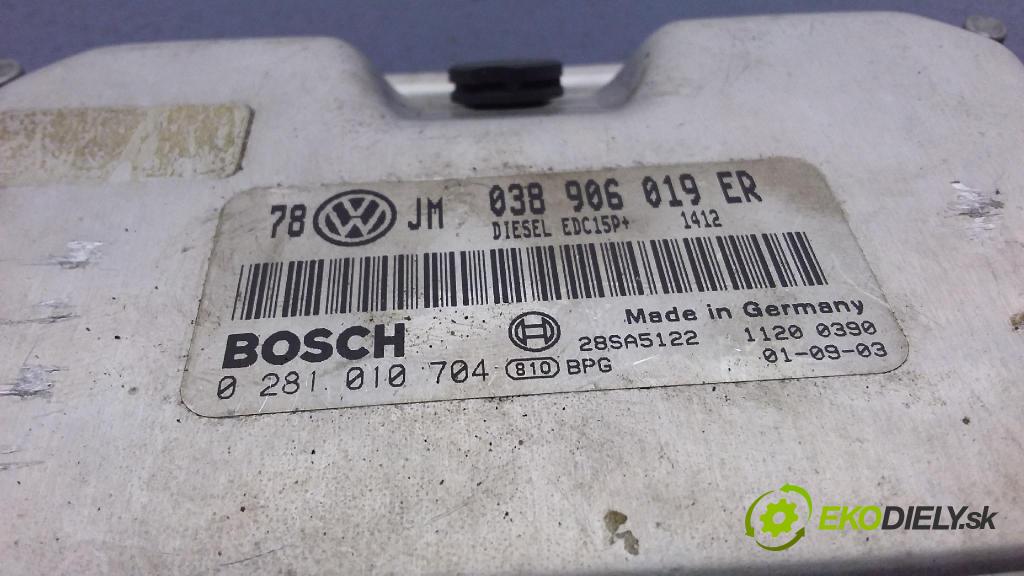 78 VW JM 038 906 019 ER
DIESEL EDC15P+ 1412
Made in Germany
BOSCH 28SA5122 1120 0390
0 281 010 704 810 BPG 01-09-03
EKODIELY.sk